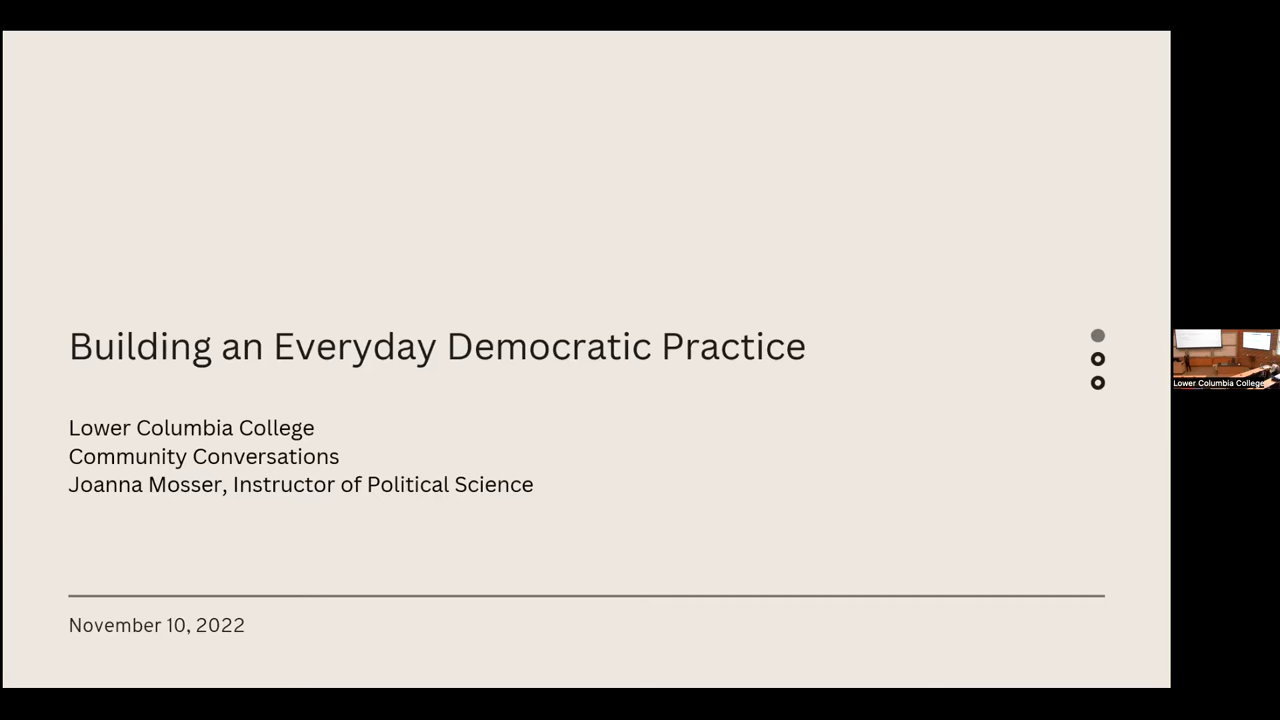 Building an Everyday Democratic Practice
Lower Columbia College
Community Conversations
Joanna Mosser, Instructor of Political Science
November 10, 2022
Lower Columbia College